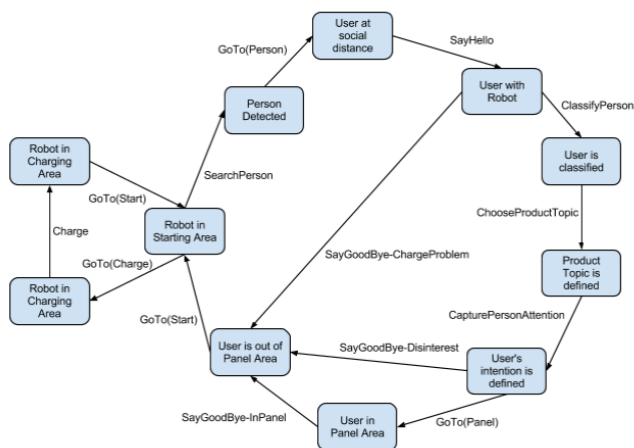 User at
social
distance
SayHello
GoTo(Person)
User with
Robot
Person
Detected
ClassifyPerson
Robot in
Charging
Area
User is
classified
SearchPerson
GoTo(Start)
ChooseProductTopic
Robot in
Starting Area
Charge
SayGoodBye-ChargeProblem
GoTo(Charge)
Product
Topic is
defined
Robot in
Charging
Area
CapturePersonAttention
GoTo(Start)
User is out of
Panel Area
SayGoodBye-Disinterest
User's
intention is
defined
SayGoodBye-InPanel
User in
Panel Area
GoTo(Panel)